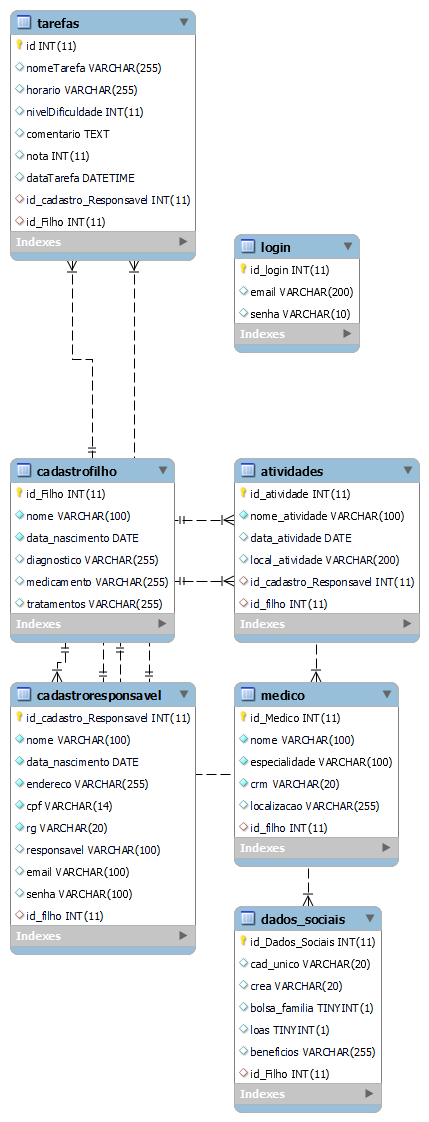 tarefas
id INT(11)
nomeTarefa VARCHAR(255)
horario VARCHAR(255)
nivelDificuldade INT(11)
comentario TEXT
nota INT(11)
dataTarefa DATETIME
id_cadastro_Responsavel INT(11)
id_Filho INT(11)
Indexes
login
id_login INT(11)
email VARCHAR(200)
senha VARCHAR(10)
Indexes
cadastrofilho
id_Filho INT(11)
nome VARCHAR(100)
data_nascimento DATE
diagnostico VARCHAR(255)
medicamento VARCHAR(255)
tratamentos VARCHAR(255)
Indexes
atividades
id_atividade INT(11)
nome_atividade VARCHAR(100)
data_atividade DATE
local_atividade VARCHAR(200)
id_cadastro_Responsavel INT(11)
id_filho INT(11)
Indexes
cadastroresponsavel
id_cadastro_Responsavel INT(11)
nome VARCHAR(100)
data_nascimento DATE
endereco VARCHAR(255)
cpf VARCHAR(14)
rg VARCHAR(20)
responsavel VARCHAR(100)
email VARCHAR(100)
senha VARCHAR(100)
id_filho INT(11)
Indexes
medico
id_Medico INT(11)
nome VARCHAR(100)
especialidade VARCHAR(100)
crm VARCHAR(20)
localizacao VARCHAR(255)
id_filho INT(11)
Indexes
dados_sociais
id_Dados_Sociais INT(11)
cad_unico VARCHAR(20)
crea VARCHAR(20)
bolsa_familia TINYINT(1)
loas TINYINT(1)
beneficios VARCHAR(255)
id_Filho INT(11)
Indexes